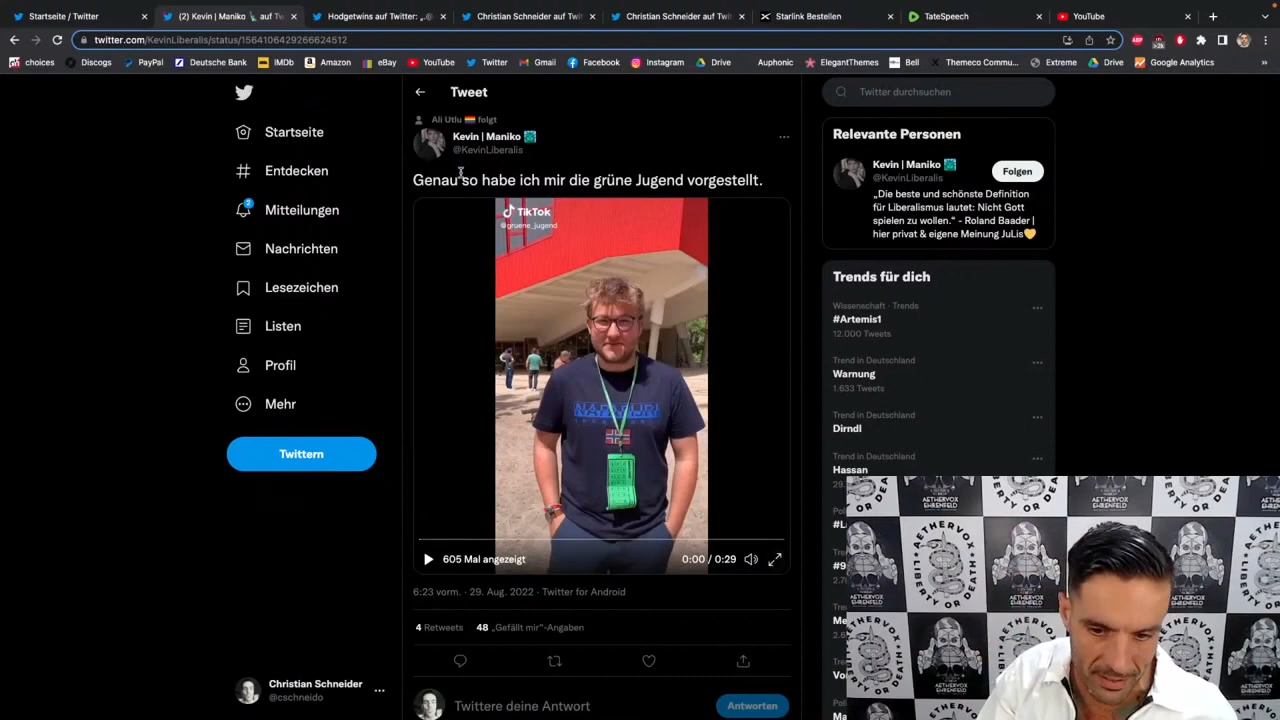 Startseite / Twitter
(2) Kevin | Maniko auf Tw
Hodgetwins auf Twitter: „.@
Christian Schneider auf Twit
Christian Schneider auf Twit
Starlink Bestellen
TateSpeech
YouTube
twitter.com/KevinLiberalis/status/1564106429266624512
choices
Discogs
PayPal
Deutsche Bank
IMDb
Amazon
eBay
YouTube
Twitter
Gmail
Facebook
Instagram
Drive
Auphonic
ElegantThemes
Bell
Themeco Commu...
Extreme
Drive
Google Analytics
Startseite
Entdecken
2
Mitteilungen
Nachrichten
Lesezeichen
Listen
Profil
Mehr
Twittern
Christian Schneider
@cschneido
Tweet
Ali Utlu 🏳️‍🌈 folgt
Kevin | Maniko
@KevinLiberalis
Genau so habe ich mir die grüne Jugend vorgestellt.
TikTok
@gruene_jugend
NAPAPIJRI
605 Mal angezeigt
0:00 / 0:29
6:23 vorm. · 29. Aug. 2022 · Twitter for Android
4 Retweets 48 „Gefällt mir“-Angaben
Twittere deine Antwort
Antworten
Twitter durchsuchen
Relevante Personen
Kevin | Maniko
@KevinLiberalis
Folgen
„Die beste und schönste Definition
für Liberalismus lautet: Nicht Gott
spielen zu wollen.“ - Roland Baader |
hier privat & eigene Meinung JuLis💛
Trends für dich
Wissenschaft · Trends
#Artemis1
12.000 Tweets
Trend in Deutschland
Warnung
1.633 Tweets
Trend in Deutschland
Dirndl
Trend in Deutschland
Hassan
AETHERVOX
EHRENFELD
LIBERTY OR DEATH